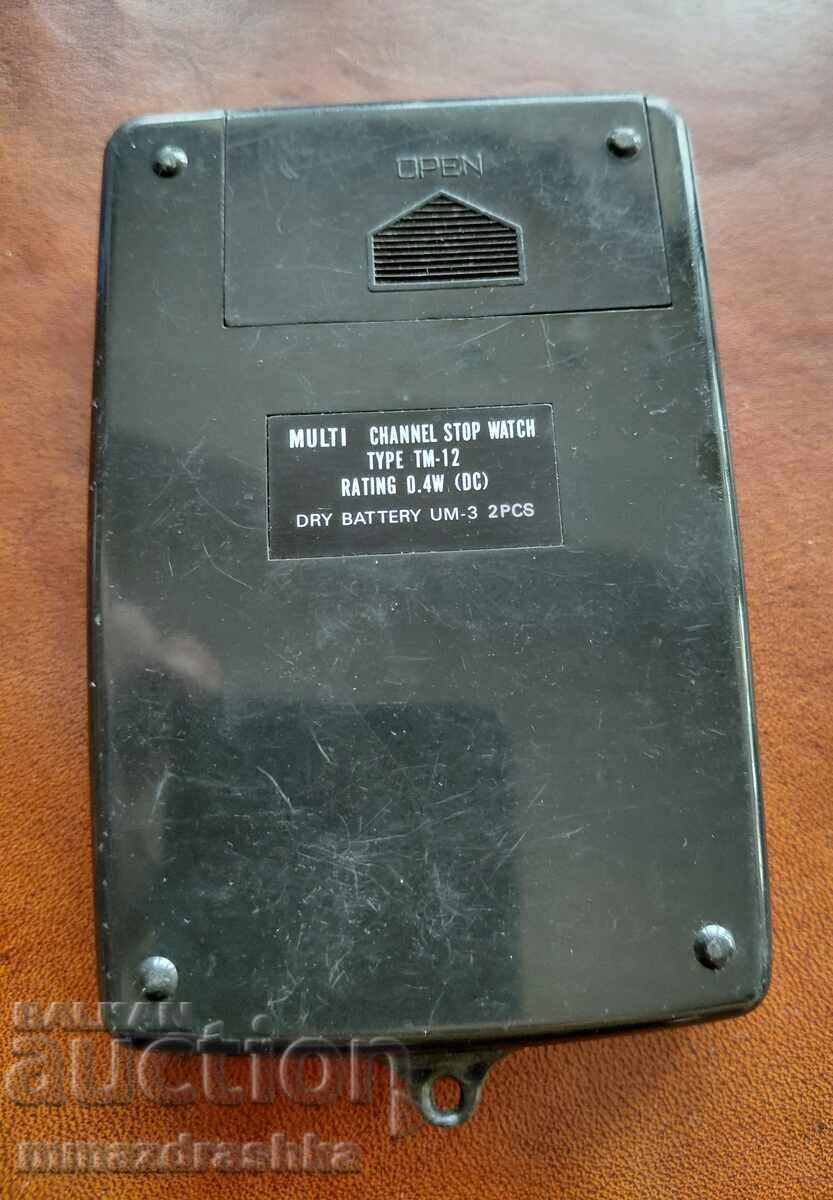 OPEN
MULTI CHANNEL STOP WATCH
TYPE TM-12
RATING 0.4W (DC)
DRY BATTERY UM-3 2PCS
BALKAN
auction
mmazdrashka